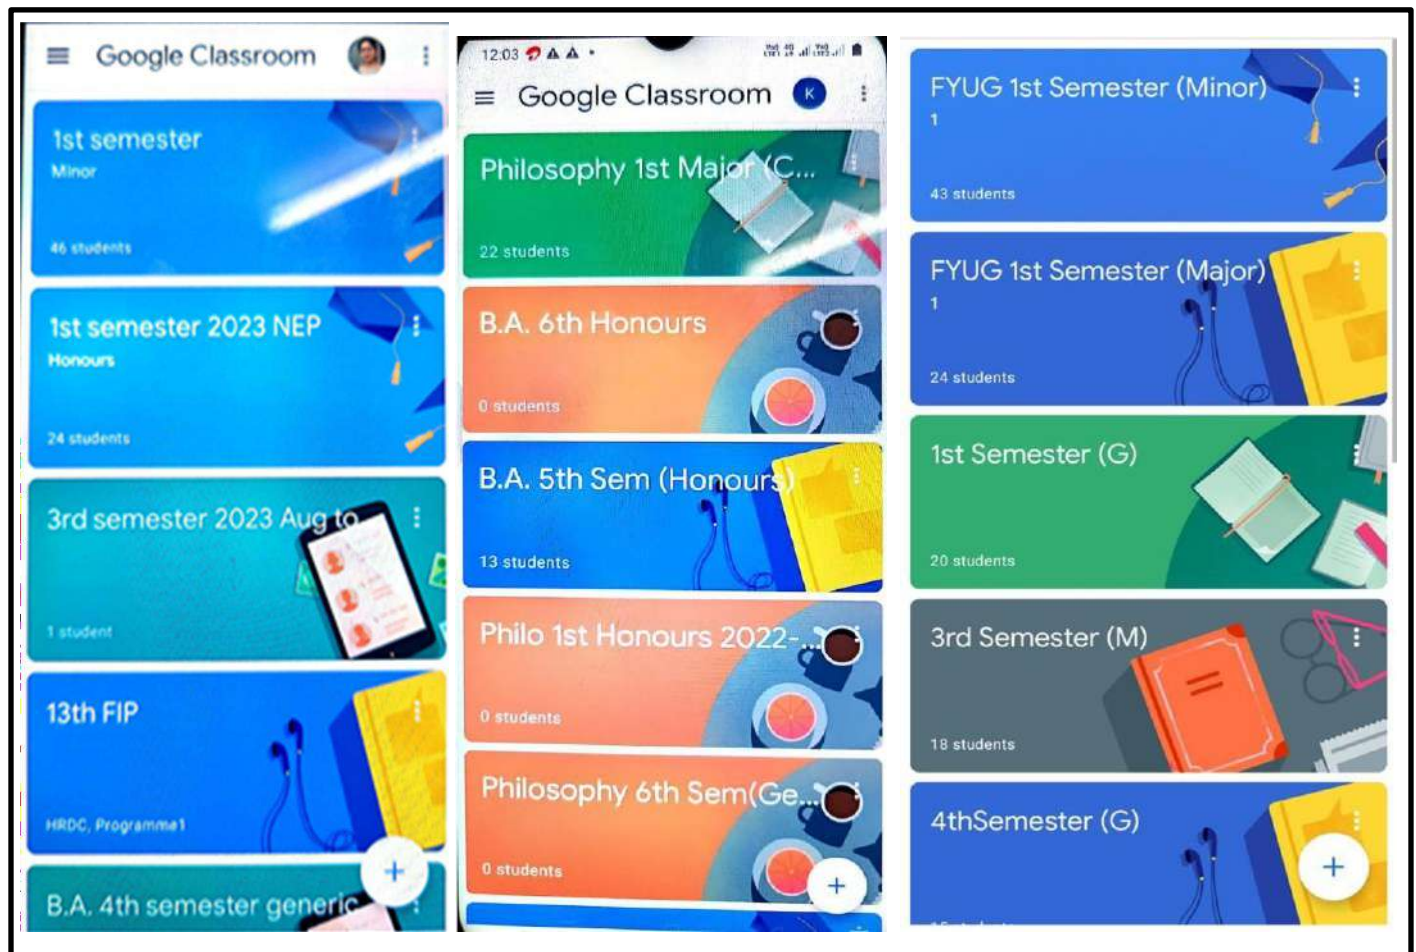 Google Classroom
1st semester
Minor
46 students
1st semester 2023 NEP
Honours
24 students
3rd semester 2023 Aug to
1 student
13th FIP
HRDC, Programme1
B.A. 4th semester generic
12:03
Google Classroom
K
Philosophy 1st Major (C...
22 students
B.A. 6th Honours
0 students
B.A. 5th Sem (Honours)
13 students
Philo 1st Honours 2022-...
0 students
Philosophy 6th Sem(Ge...
0 students
FYUG 1st Semester (Minor)
1
43 students
FYUG 1st Semester (Major)
1
24 students
1st Semester (G)
20 students
3rd Semester (M)
18 students
4thSemester (G)